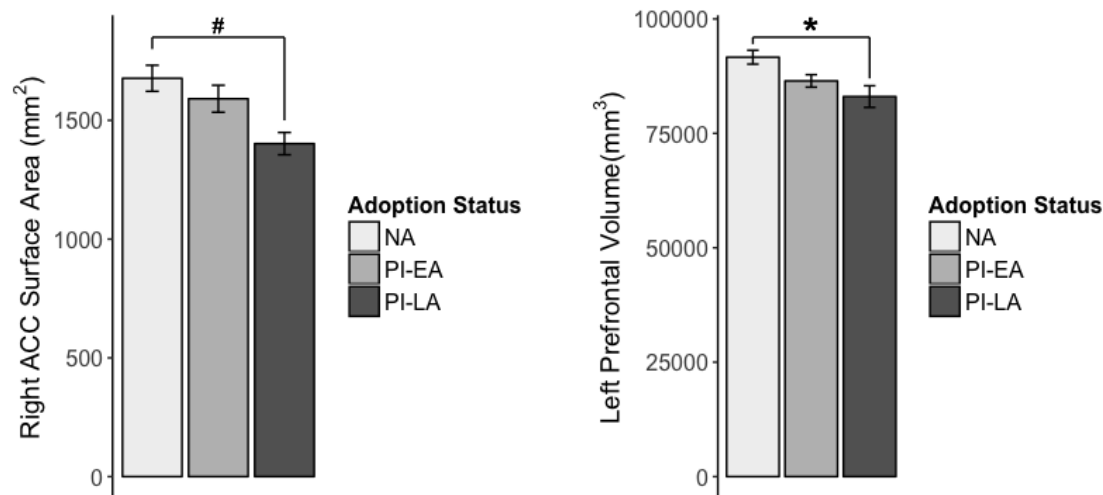 Right ACC Surface Area (mm²)
1500
1000
500
0
#
Adoption Status
NA
PI-EA
PI-LA
Left Prefrontal Volume(mm³)
100000
75000
50000
25000
0
*
Adoption Status
NA
PI-EA
PI-LA